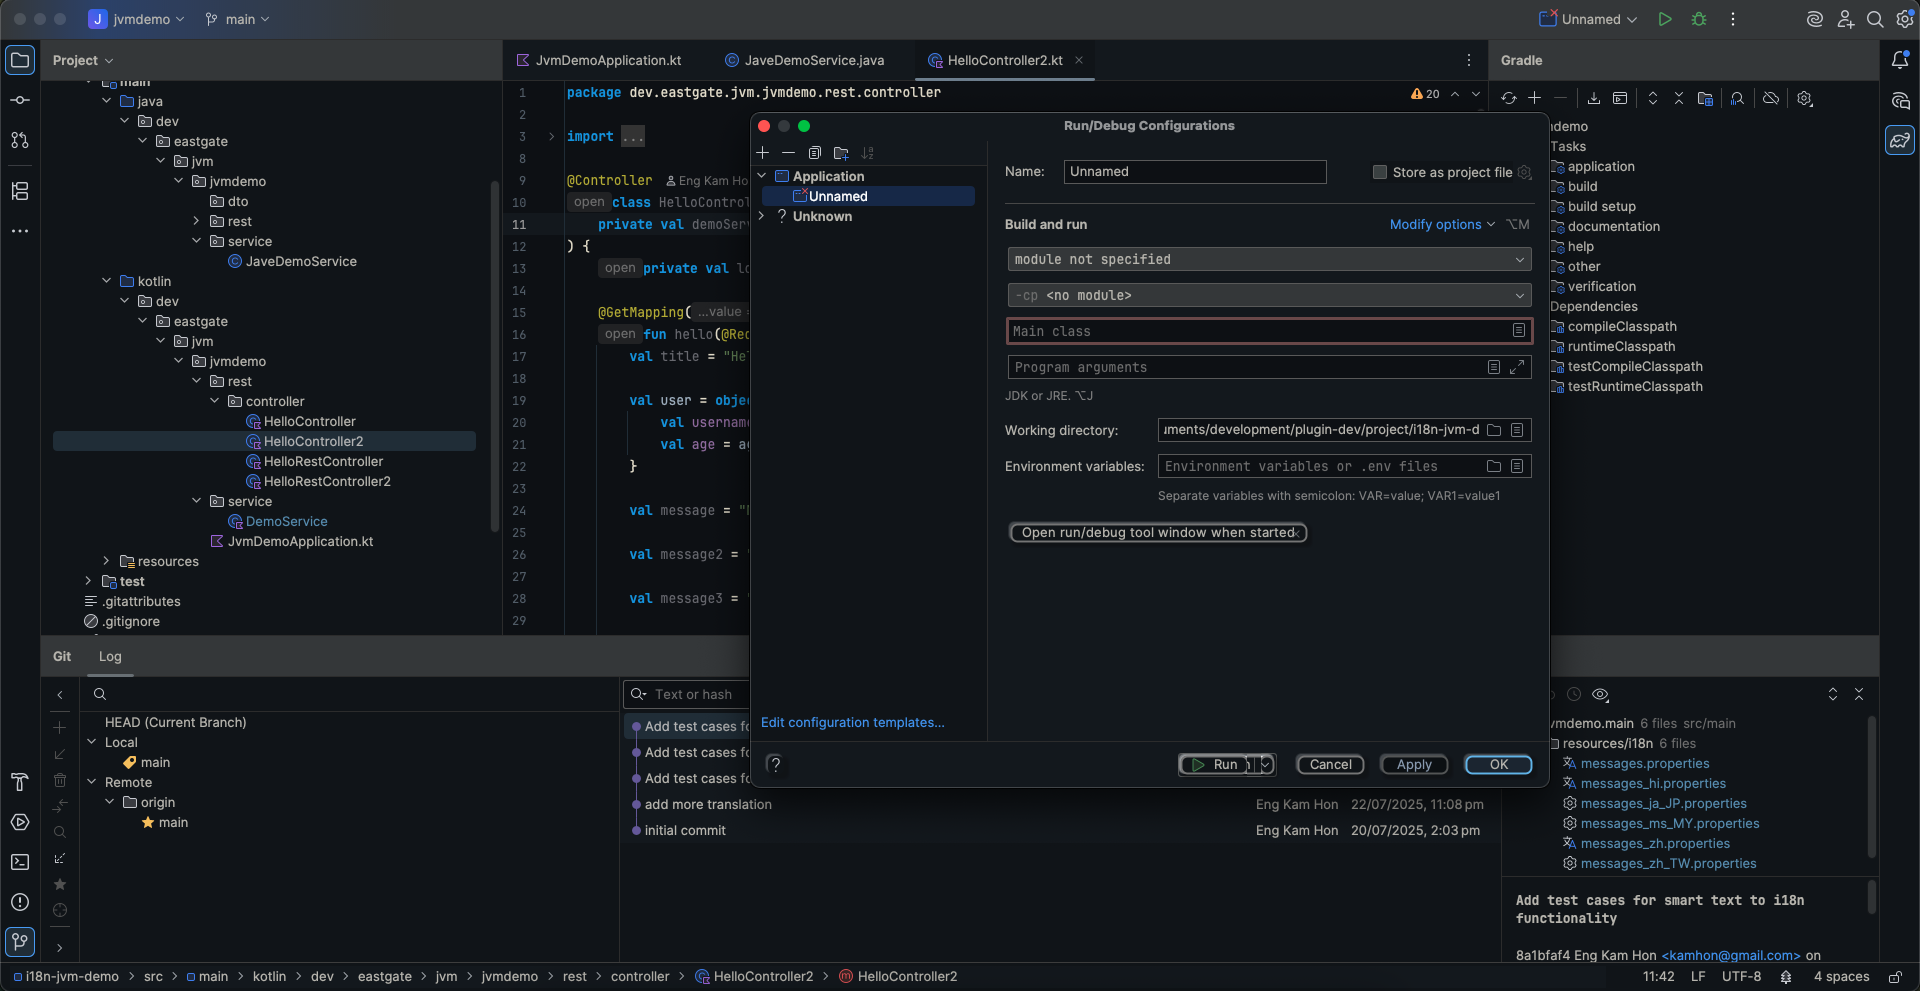 J jvmdemo main Unnamed
Project
main
java
dev
eastgate
jvm
jvmdemo
dto
rest
service
JaveDemoService
kotlin
dev
eastgate
jvm
jvmdemo
rest
controller
HelloController
HelloController2
HelloRestController
HelloRestController2
service
DemoService
JvmDemoApplication.kt
resources
test
.gitattributes
.gitignore
JvmDemoApplication.kt JaveDemoService.java HelloController2.kt
20
1 package dev.eastgate.jvm.jvmdemo.rest.controller
2
3 import ...
8
9 @Controller Eng Kam Ho
10 open class HelloControl
11 private val demoServ
12 ) {
13 open private val lo
14
15 @GetMapping( ...value =
16 open fun hello(@Req
17 val title = "Hel
18
19 val user = objec
20 val username
21 val age = ag
22 }
23
24 val message = "
25
26 val message2 = "
27
28 val message3 = "
29
Run/Debug Configurations
Application
Unnamed
? Unknown
Edit configuration templates...
Name: Unnamed Store as project file
Build and run Modify options ⌥M
module not specified
-cp <no module>
Main class
Program arguments
JDK or JRE. ⌥J
Working directory: uments/development/plugin-dev/project/i18n-jvm-d
Environment variables: Environment variables or .env files
Separate variables with semicolon: VAR=value; VAR1=value1
Open run/debug tool window when started
? Run Cancel Apply OK
Gradle
demo
Tasks
application
build
build setup
documentation
help
other
verification
Dependencies
compileClasspath
runtimeClasspath
testCompileClasspath
testRuntimeClasspath
Git Log
HEAD (Current Branch)
Local
main
Remote
origin
main
Text or hash
Add test cases fo
Add test cases fo
Add test cases fo
add more translation Eng Kam Hon 22/07/2025, 11:08 pm
initial commit Eng Kam Hon 20/07/2025, 2:03 pm
vmdemo.main 6 files src/main
resources/i18n 6 files
messages.properties
messages_hi.properties
messages_ja_JP.properties
messages_ms_MY.properties
messages_zh.properties
messages_zh_TW.properties
Add test cases for smart text to i18n
functionality
8a1bfaf4 Eng Kam Hon <kamhon@gmail.com> on
i18n-jvm-demo > src > main > kotlin > dev > eastgate > jvm > jvmdemo > rest > controller > HelloController2 > HelloController2
11:42 LF UTF-8 4 spaces